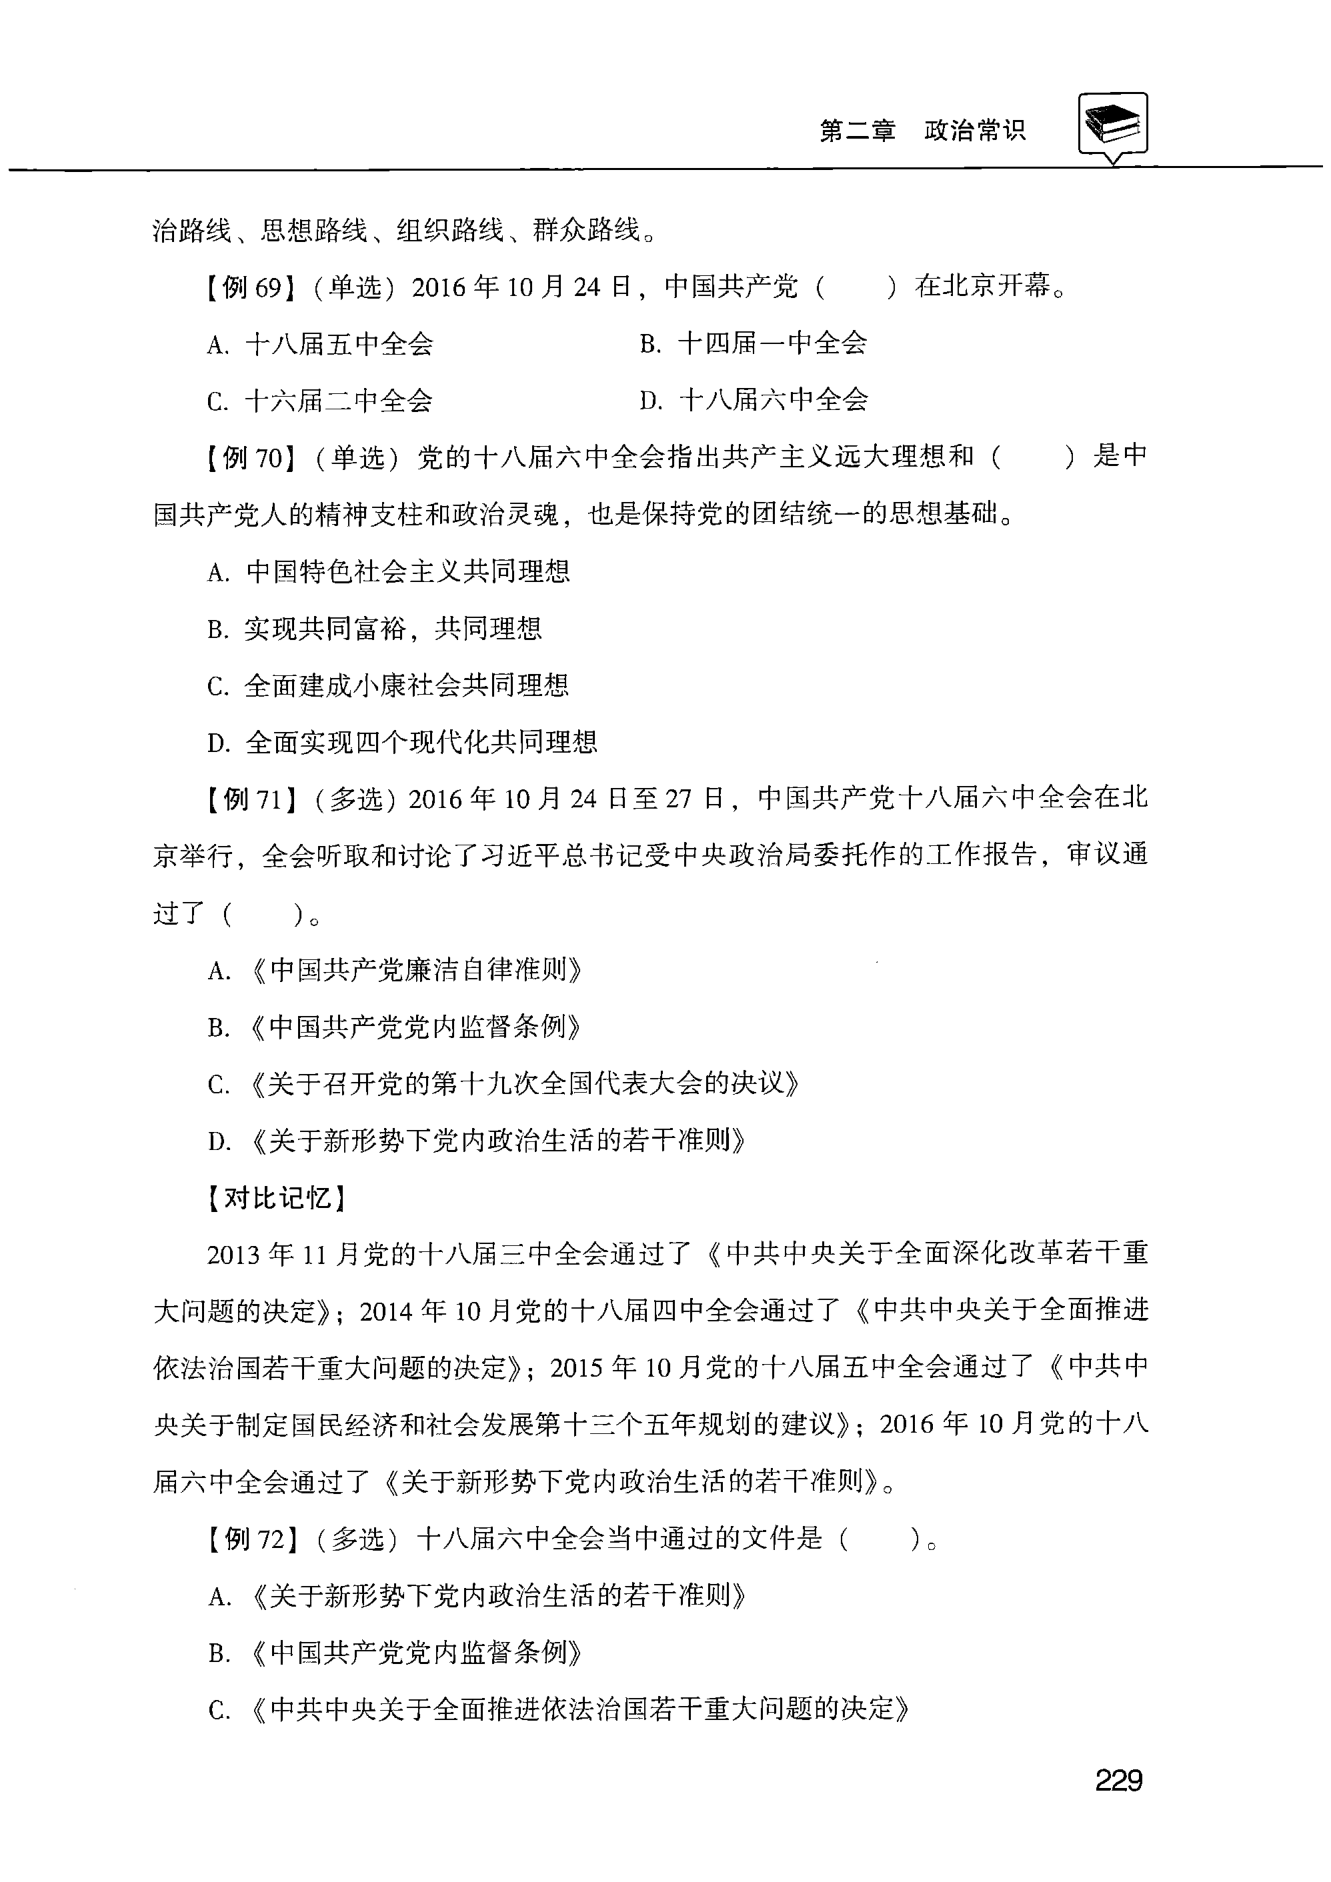 第二章 政治常识
治路线、思想路线、组织路线、群众路线。
【例 69】(单选) 2016 年 10 月 24 日，中国共产党（  ）在北京开幕。
A. 十八届五中全会 B. 十四届一中全会
C. 十六届二中全会 D. 十八届六中全会
【例 70】(单选) 党的十八届六中全会指出共产主义远大理想和（  ）是中
国共产党人的精神支柱和政治灵魂，也是保持党的团结统一的思想基础。
A. 中国特色社会主义共同理想
B. 实现共同富裕，共同理想
C. 全面建成小康社会共同理想
D. 全面实现四个现代化共同理想
【例 71】(多选) 2016 年 10 月 24 日至 27 日，中国共产党十八届六中全会在北
京举行，全会听取和讨论了习近平总书记受中央政治局委托作的工作报告，审议通
过了（  ）。
A. 《中国共产党廉洁自律准则》
B. 《中国共产党党内监督条例》
C. 《关于召开党的第十九次全国代表大会的决议》
D. 《关于新形势下党内政治生活的若干准则》
【对比记忆】
2013 年 11 月党的十八届三中全会通过了《中共中央关于全面深化改革若干重
大问题的决定》；2014 年 10 月党的十八届四中全会通过了《中共中央关于全面推进
依法治国若干重大问题的决定》；2015 年 10 月党的十八届五中全会通过了《中共中
央关于制定国民经济和社会发展第十三个五年规划的建议》；2016 年 10 月党的十八
届六中全会通过了《关于新形势下党内政治生活的若干准则》。
【例 72】(多选) 十八届六中全会当中通过的文件是（  ）。
A. 《关于新形势下党内政治生活的若干准则》
B. 《中国共产党党内监督条例》
C. 《中共中央关于全面推进依法治国若干重大问题的决定》
229